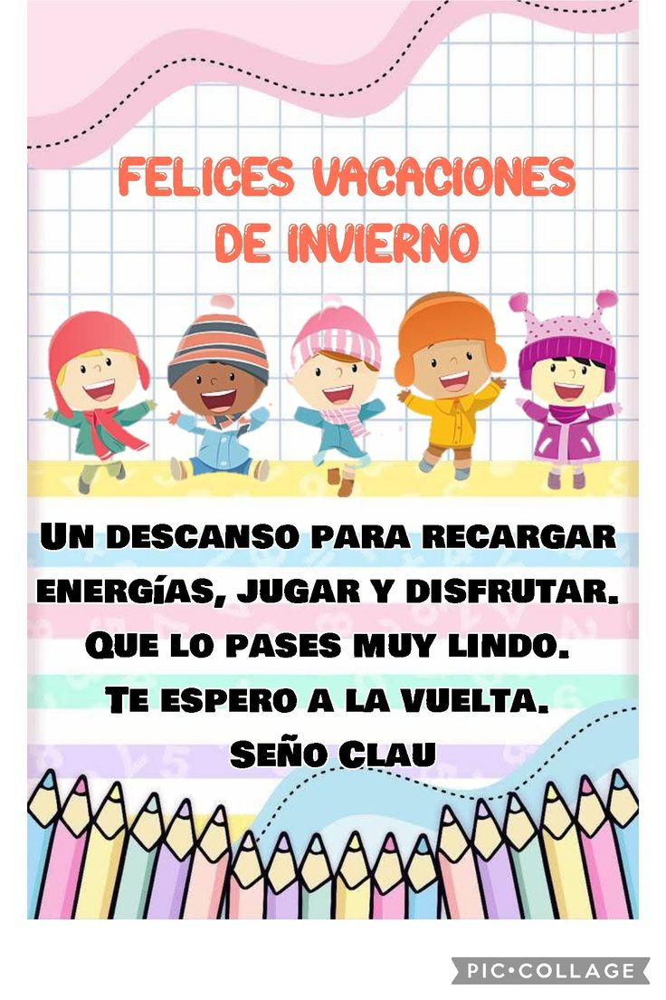 FELICES VACACIONES
DE INVIERNO
Un descanso para recargar
energías, jugar y disfrutar.
Que lo pases muy lindo.
Te espero a la vuelta.
Seño Clau
PIC•COLLAGE